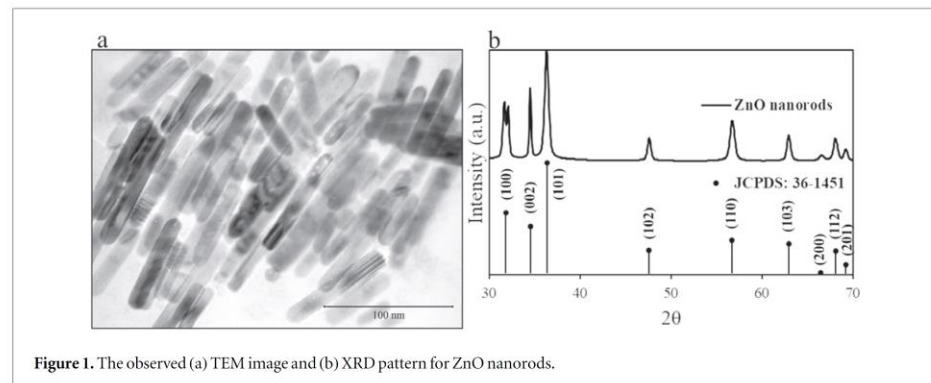 a
100 nm
b
Intensity (a.u.)
ZnO nanorods
JCPDS: 36-1451
(100)
(002)
(101)
(102)
(110)
(103)
(200)
(112)
(201)
30 40 50 60 70
2θ
Figure 1. The observed (a) TEM image and (b) XRD pattern for ZnO nanorods.